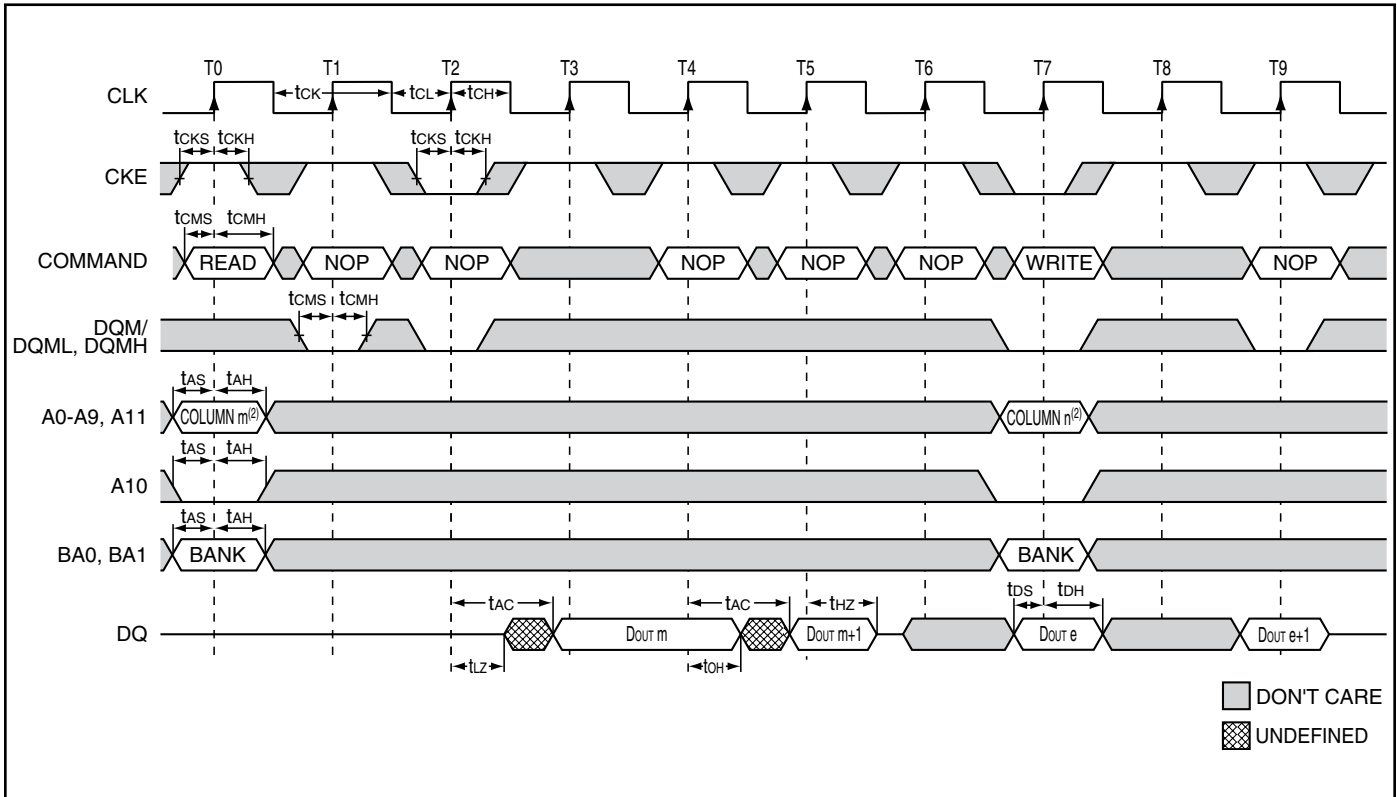 T0 T1 T2 T3 T4 T5 T6 T7 T8 T9
CLK
tCK tCL tCH
tCKS tCKH tCKS tCKH
CKE
tCMS tCMH
COMMAND READ NOP NOP NOP NOP NOP WRITE NOP
tCMS tCMH
DQM/
DQML, DQMH
tAS tAH
A0-A9, A11 COLUMN m(2) COLUMN n(2)
tAS tAH
A10
tAS tAH
BA0, BA1 BANK BANK
tAC tAC tHZ tDS tDH
DQ DOUT m DOUT m+1 DOUT e DOUT e+1
tLZ tOH
DON'T CARE
UNDEFINED